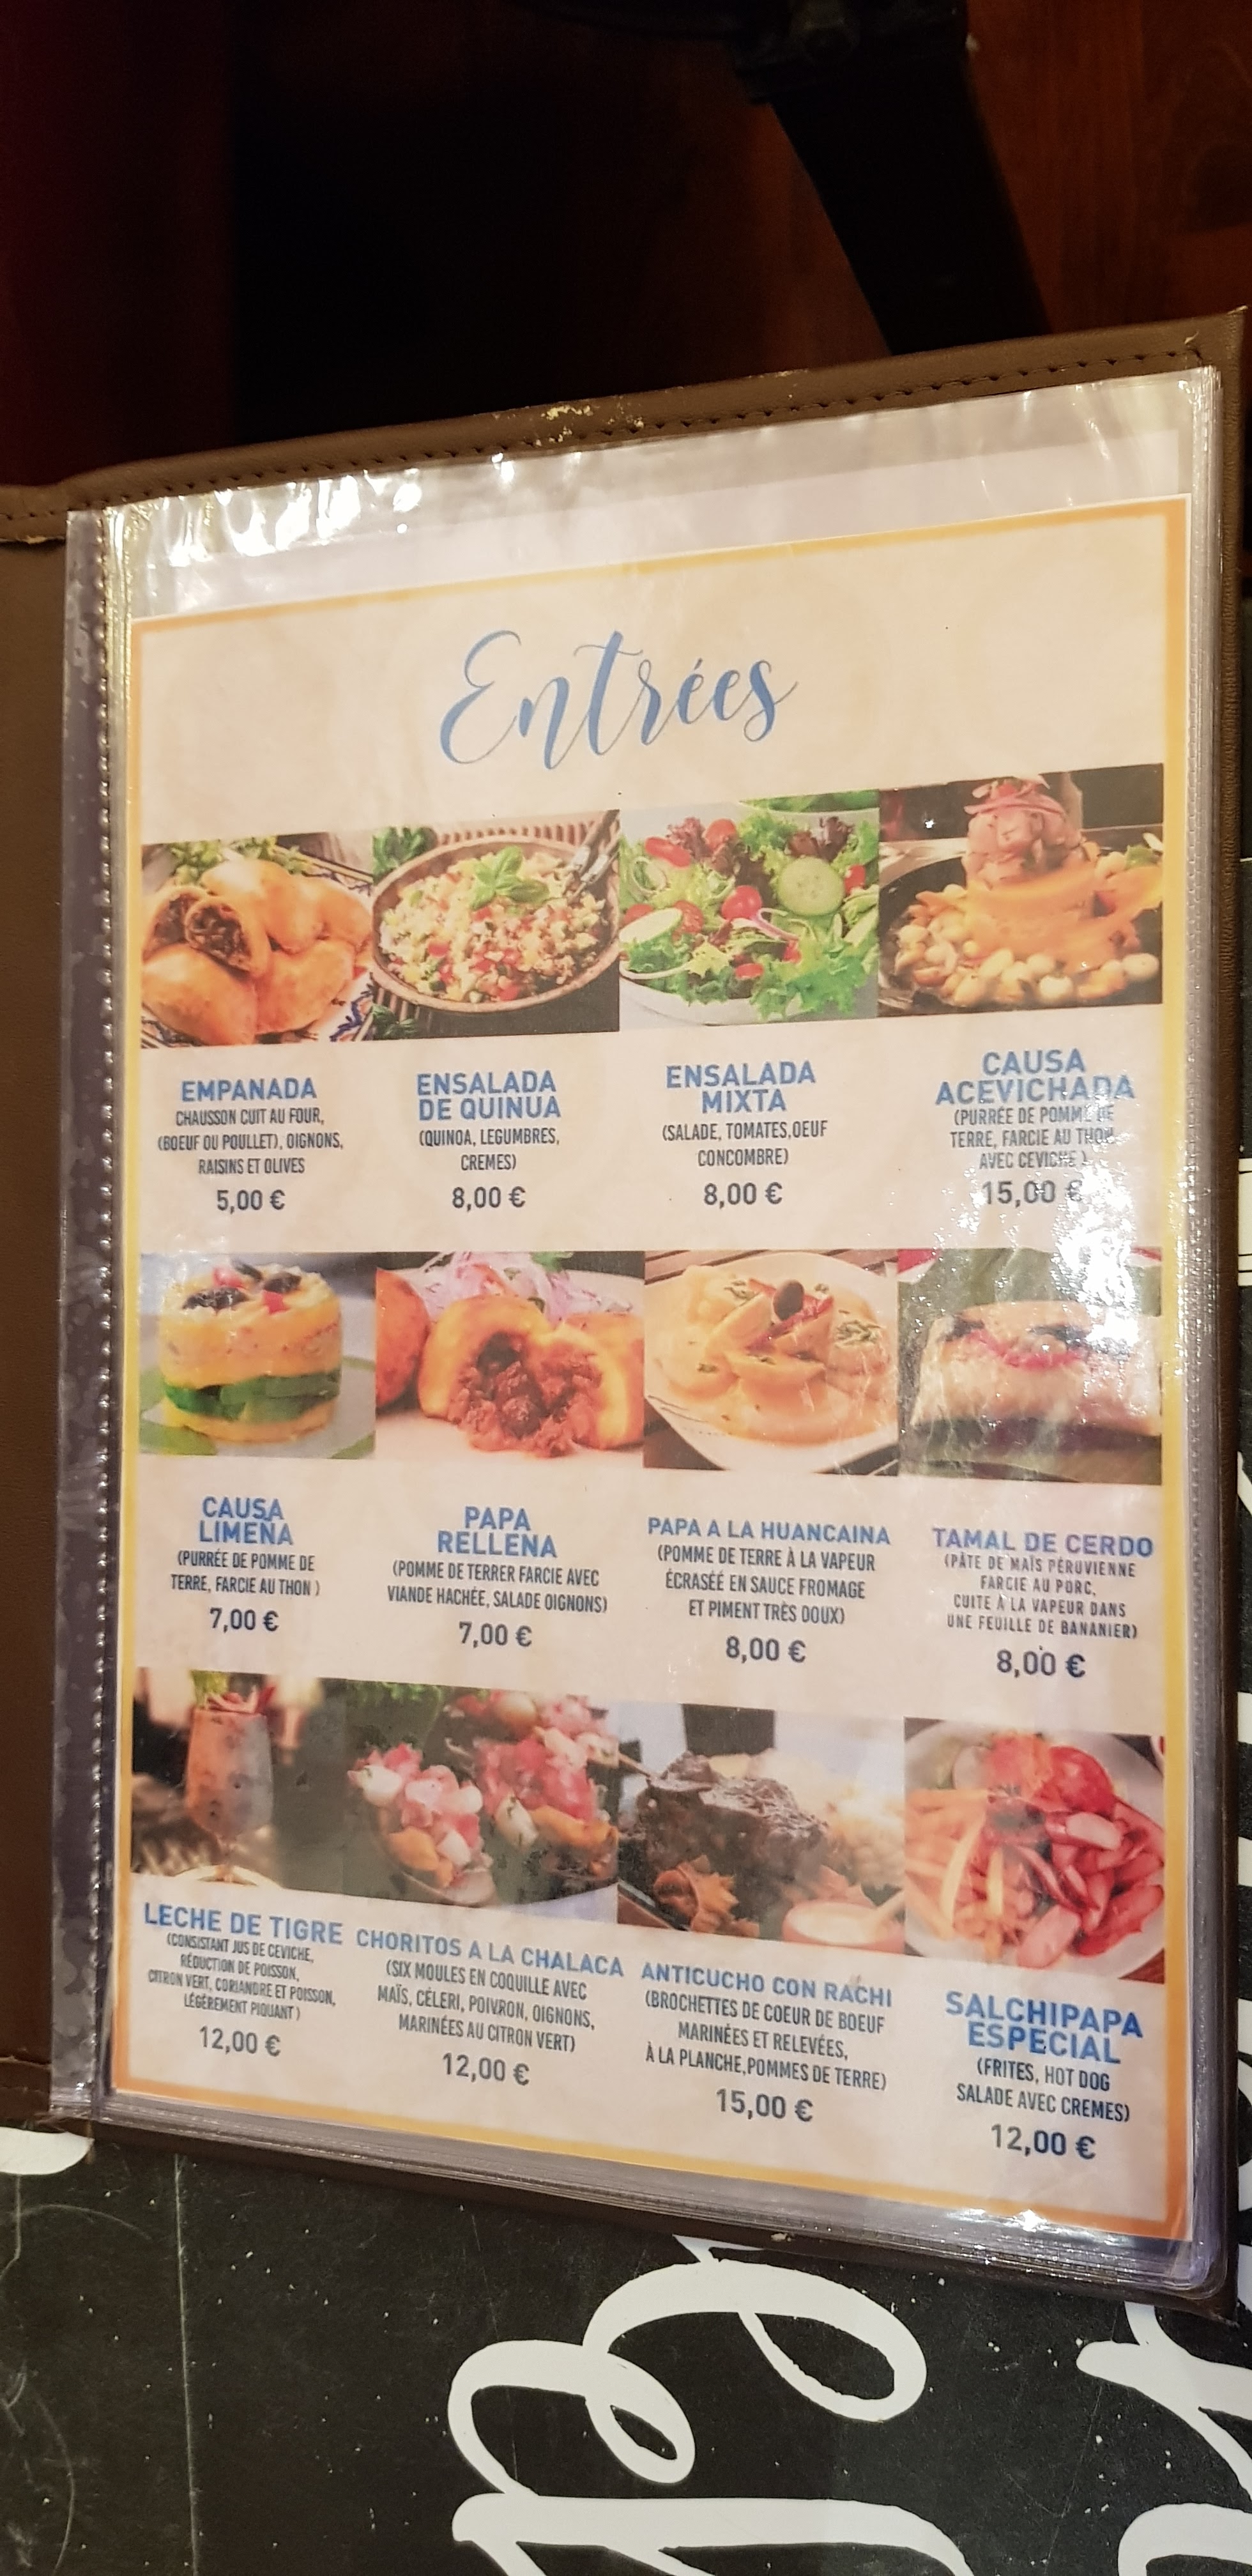 Entrées
EMPANADA
CHAUSSON CUIT AU FOUR,
(BOEUF OU POULLET), OIGNONS,
RAISINS ET OLIVES
5,00 €
ENSALADA
DE QUINUA
(QUINOA, LEGUMBRES,
CREMES)
8,00 €
ENSALADA
MIXTA
(SALADE, TOMATES,OEUF
CONCOMBRE)
8,00 €
CAUSA
ACEVICHADA
(PURRÉE DE POMME DE
TERRE, FARCIE AU THON
AVEC CEVICHE )
15,00 €
CAUSA
LIMEÑA
(PURRÉE DE POMME DE
TERRE, FARCIE AU THON )
7,00 €
PAPA
RELLENA
(POMME DE TERRER FARCIE AVEC
VIANDE HACHÉE, SALADE OIGNONS)
7,00 €
PAPA A LA HUANCAINA
(POMME DE TERRE À LA VAPEUR
ÉCRASÉÉ EN SAUCE FROMAGE
ET PIMENT TRÈS DOUX)
8,00 €
TAMAL DE CERDO
(PÂTE DE MAÏS PÉRUVIENNE
FARCIE AU PORC,
CUITE À LA VAPEUR DANS
UNE FEUILLE DE BANANIER)
8,00 €
LECHE DE TIGRE
(CONSISTANT JUS DE CEVICHE,
RÉDUCTION DE POISSON,
CITRON VERT, CORIANDRE ET POISSON,
LÉGÈREMENT PIQUANT )
12,00 €
CHORITOS A LA CHALACA
(SIX MOULES EN COQUILLE AVEC
MAÏS, CÉLERI, POIVRON, OIGNONS,
MARINÉES AU CITRON VERT)
12,00 €
ANTICUCHO CON RACHI
(BROCHETTES DE COEUR DE BOEUF
MARINÉES ET RELEVÉES,
À LA PLANCHE,POMMES DE TERRE)
15,00 €
SALCHIPAPA
ESPECIAL
(FRITES, HOT DOG
SALADE AVEC CREMES)
12,00 €